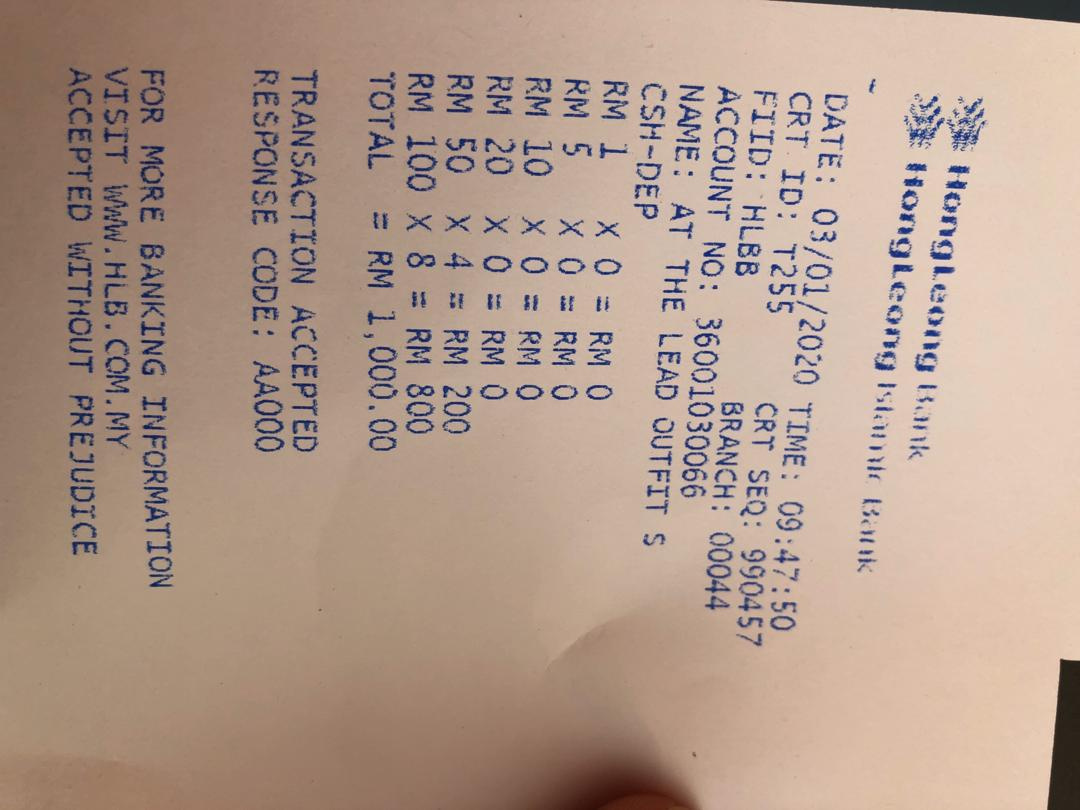 HongLeong Bank
HongLeong Islamic Bank
DATE: 03/01/2020 TIME: 09:47:50
CRT ID: T255 CRT SEQ: 990457
FIID: HLBB BRANCH: 00044
ACCOUNT NO: 36001030066
NAME: AT THE LEAD OUTFIT S
CSH-DEP
RM 1 X 0 = RM 0
RM 5 X 0 = RM 0
RM 10 X 0 = RM 0
RM 20 X 0 = RM 0
RM 50 X 4 = RM 200
RM 100 X 8 = RM 800
TOTAL = RM 1,000.00
TRANSACTION ACCEPTED
RESPONSE CODE: AA000
FOR MORE BANKING INFORMATION
VISIT WWW.HLB.COM.MY
ACCEPTED WITHOUT PREJUDICE